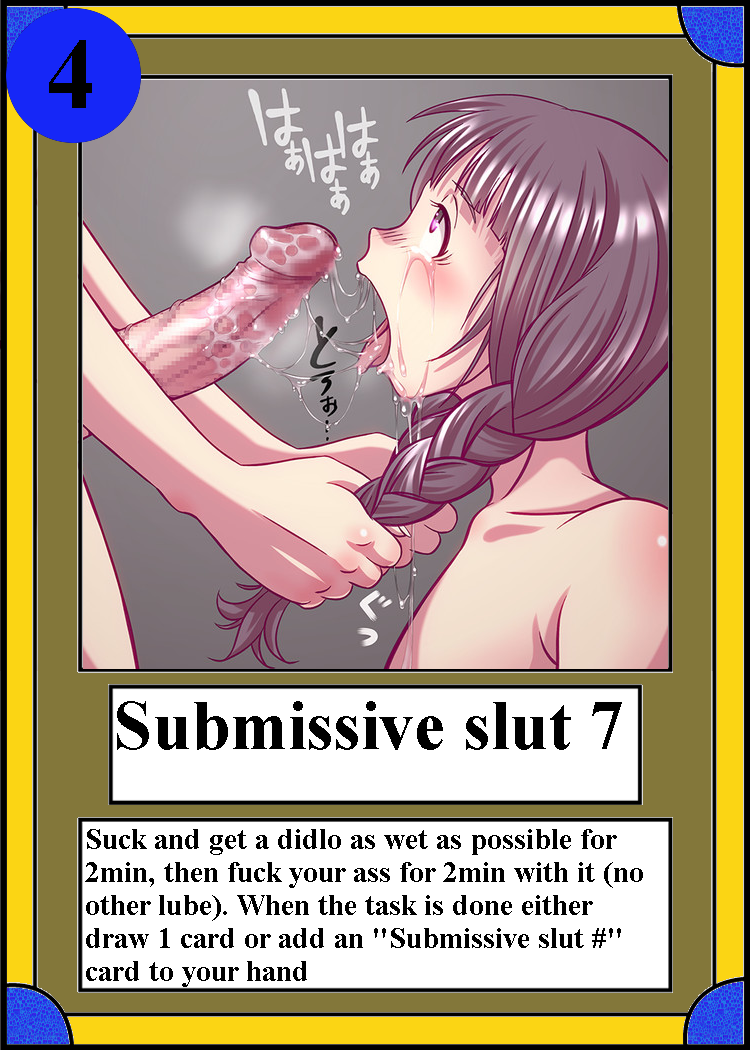 4
はぁ
はぁ
はぁ
とうぉ…
ぐっ
Submissive slut 7
Suck and get a didlo as wet as possible for
2min, then fuck your ass for 2min with it (no
other lube). When the task is done either
draw 1 card or add an "Submissive slut #"
card to your hand